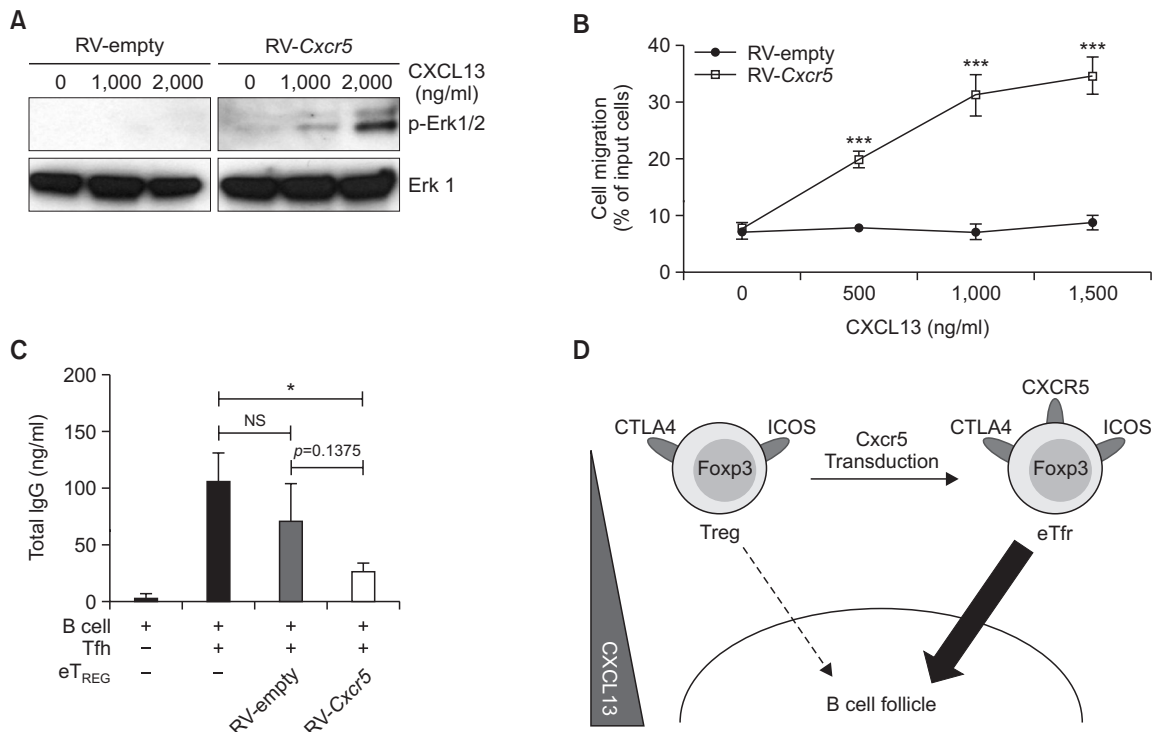 A
RV-empty RV-Cxcr5
0 1,000 2,000 0 1,000 2,000 CXCL13
(ng/ml)
p-Erk1/2
Erk 1
B
RV-empty
RV-Cxcr5
*** *** ***
Cell migration
(% of input cells)
40
30
20
10
0
0 500 1,000 1,500
CXCL13 (ng/ml)
C
Total IgG (ng/ml)
200
150
100
50
0
*
NS
p=0.1375
B cell + + + +
Tfh − + + +
eTREG − − RV-empty RV-Cxcr5
D
CXCR5
CTLA4 ICOS CTLA4 ICOS
Cxcr5
Transduction
Foxp3 Foxp3
Treg eTfr
CXCL13
B cell follicle